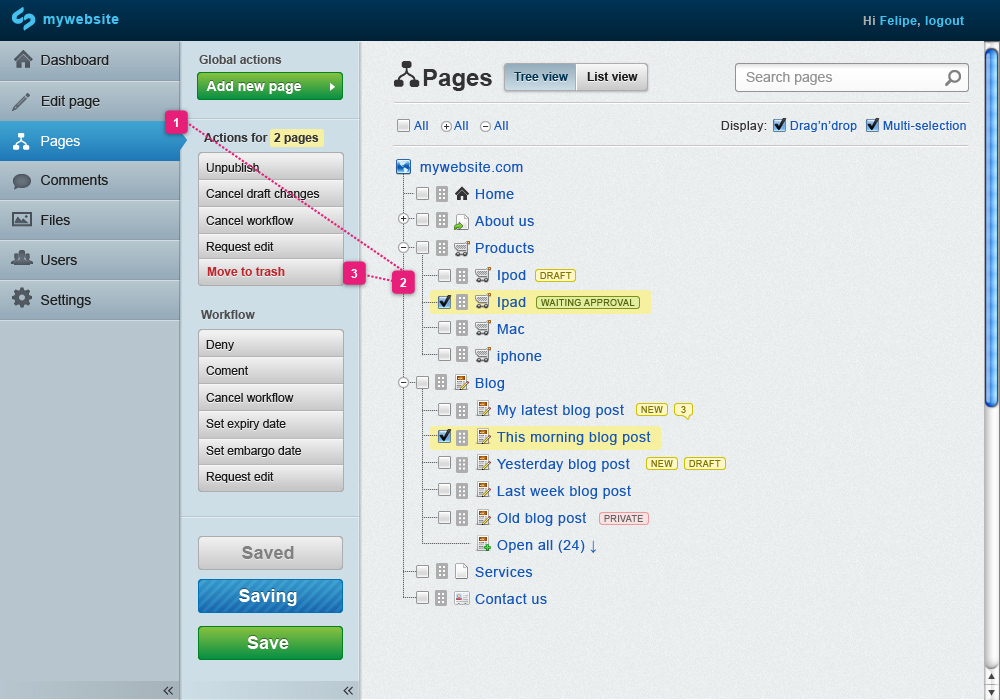 mywebsite
Hi Felipe, logout
Dashboard
Edit page
Pages
Comments
Files
Users
Settings
Global actions
Add new page
1
Actions for 2 pages
Unpublish
Cancel draft changes
Cancel workflow
Request edit
Move to trash
3
2
Workflow
Deny
Coment
Cancel workflow
Set expiry date
Set embargo date
Request edit
Saved
Saving
Save
Pages
Tree view List view
Search pages
All All All
Display: Drag'n'drop Multi-selection
mywebsite.com
Home
About us
Products
Ipod DRAFT
Ipad WAITING APPROVAL
Mac
iphone
Blog
My latest blog post NEW 3
This morning blog post
Yesterday blog post NEW DRAFT
Last week blog post
Old blog post PRIVATE
Open all (24) ↓
Services
Contact us